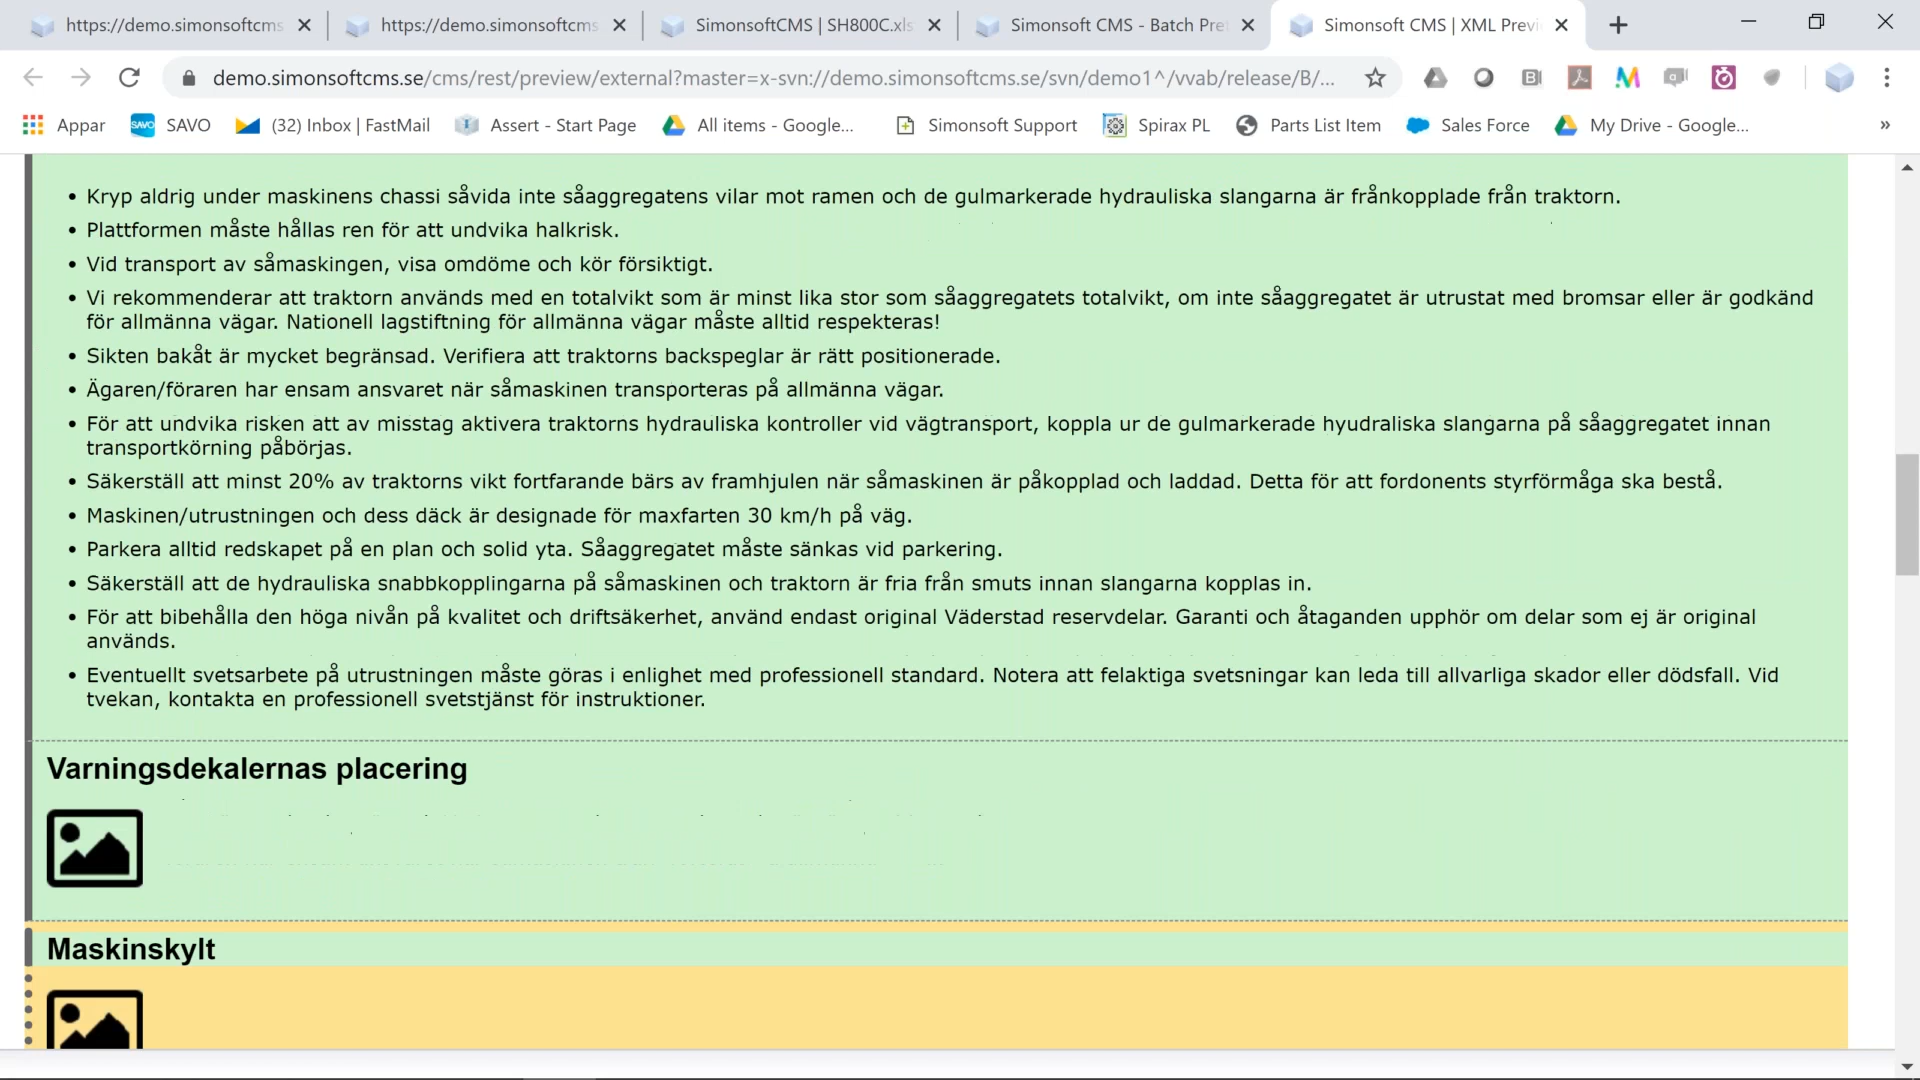 https://demo.simonsoftcms
https://demo.simonsoftcms
SimonsoftCMS | SH800C.xls
Simonsoft CMS - Batch Pre
Simonsoft CMS | XML Previ
demo.simonsoftcms.se/cms/rest/preview/external?master=x-svn://demo.simonsoftcms.se/svn/demo1^/vvab/release/B/...
Appar
SAVO
(32) Inbox | FastMail
Assert - Start Page
All items - Google...
Simonsoft Support
Spirax PL
Parts List Item
Sales Force
My Drive - Google...
»
• Kryp aldrig under maskinens chassi såvida inte såaggregatens vilar mot ramen och de gulmarkerade hydrauliska slangarna är frånkopplade från traktorn.
• Plattformen måste hållas ren för att undvika halkrisk.
• Vid transport av såmaskingen, visa omdöme och kör försiktigt.
• Vi rekommenderar att traktorn används med en totalvikt som är minst lika stor som såaggregatets totalvikt, om inte såaggregatet är utrustat med bromsar eller är godkänd
för allmänna vägar. Nationell lagstiftning för allmänna vägar måste alltid respekteras!
• Sikten bakåt är mycket begränsad. Verifiera att traktorns backspeglar är rätt positionerade.
• Ägaren/föraren har ensam ansvaret när såmaskinen transporteras på allmänna vägar.
• För att undvika risken att av misstag aktivera traktorns hydrauliska kontroller vid vägtransport, koppla ur de gulmarkerade hyudraliska slangarna på såaggregatet innan
transportkörning påbörjas.
• Säkerställ att minst 20% av traktorns vikt fortfarande bärs av framhjulen när såmaskinen är påkopplad och laddad. Detta för att fordonents styrförmåga ska bestå.
• Maskinen/utrustningen och dess däck är designade för maxfarten 30 km/h på väg.
• Parkera alltid redskapet på en plan och solid yta. Såaggregatet måste sänkas vid parkering.
• Säkerställ att de hydrauliska snabbkopplingarna på såmaskinen och traktorn är fria från smuts innan slangarna kopplas in.
• För att bibehålla den höga nivån på kvalitet och driftsäkerhet, använd endast original Väderstad reservdelar. Garanti och åtaganden upphör om delar som ej är original
används.
• Eventuellt svetsarbete på utrustningen måste göras i enlighet med professionell standard. Notera att felaktiga svetsningar kan leda till allvarliga skador eller dödsfall. Vid
tvekan, kontakta en professionell svetstjänst för instruktioner.
Varningsdekalernas placering
Maskinskylt